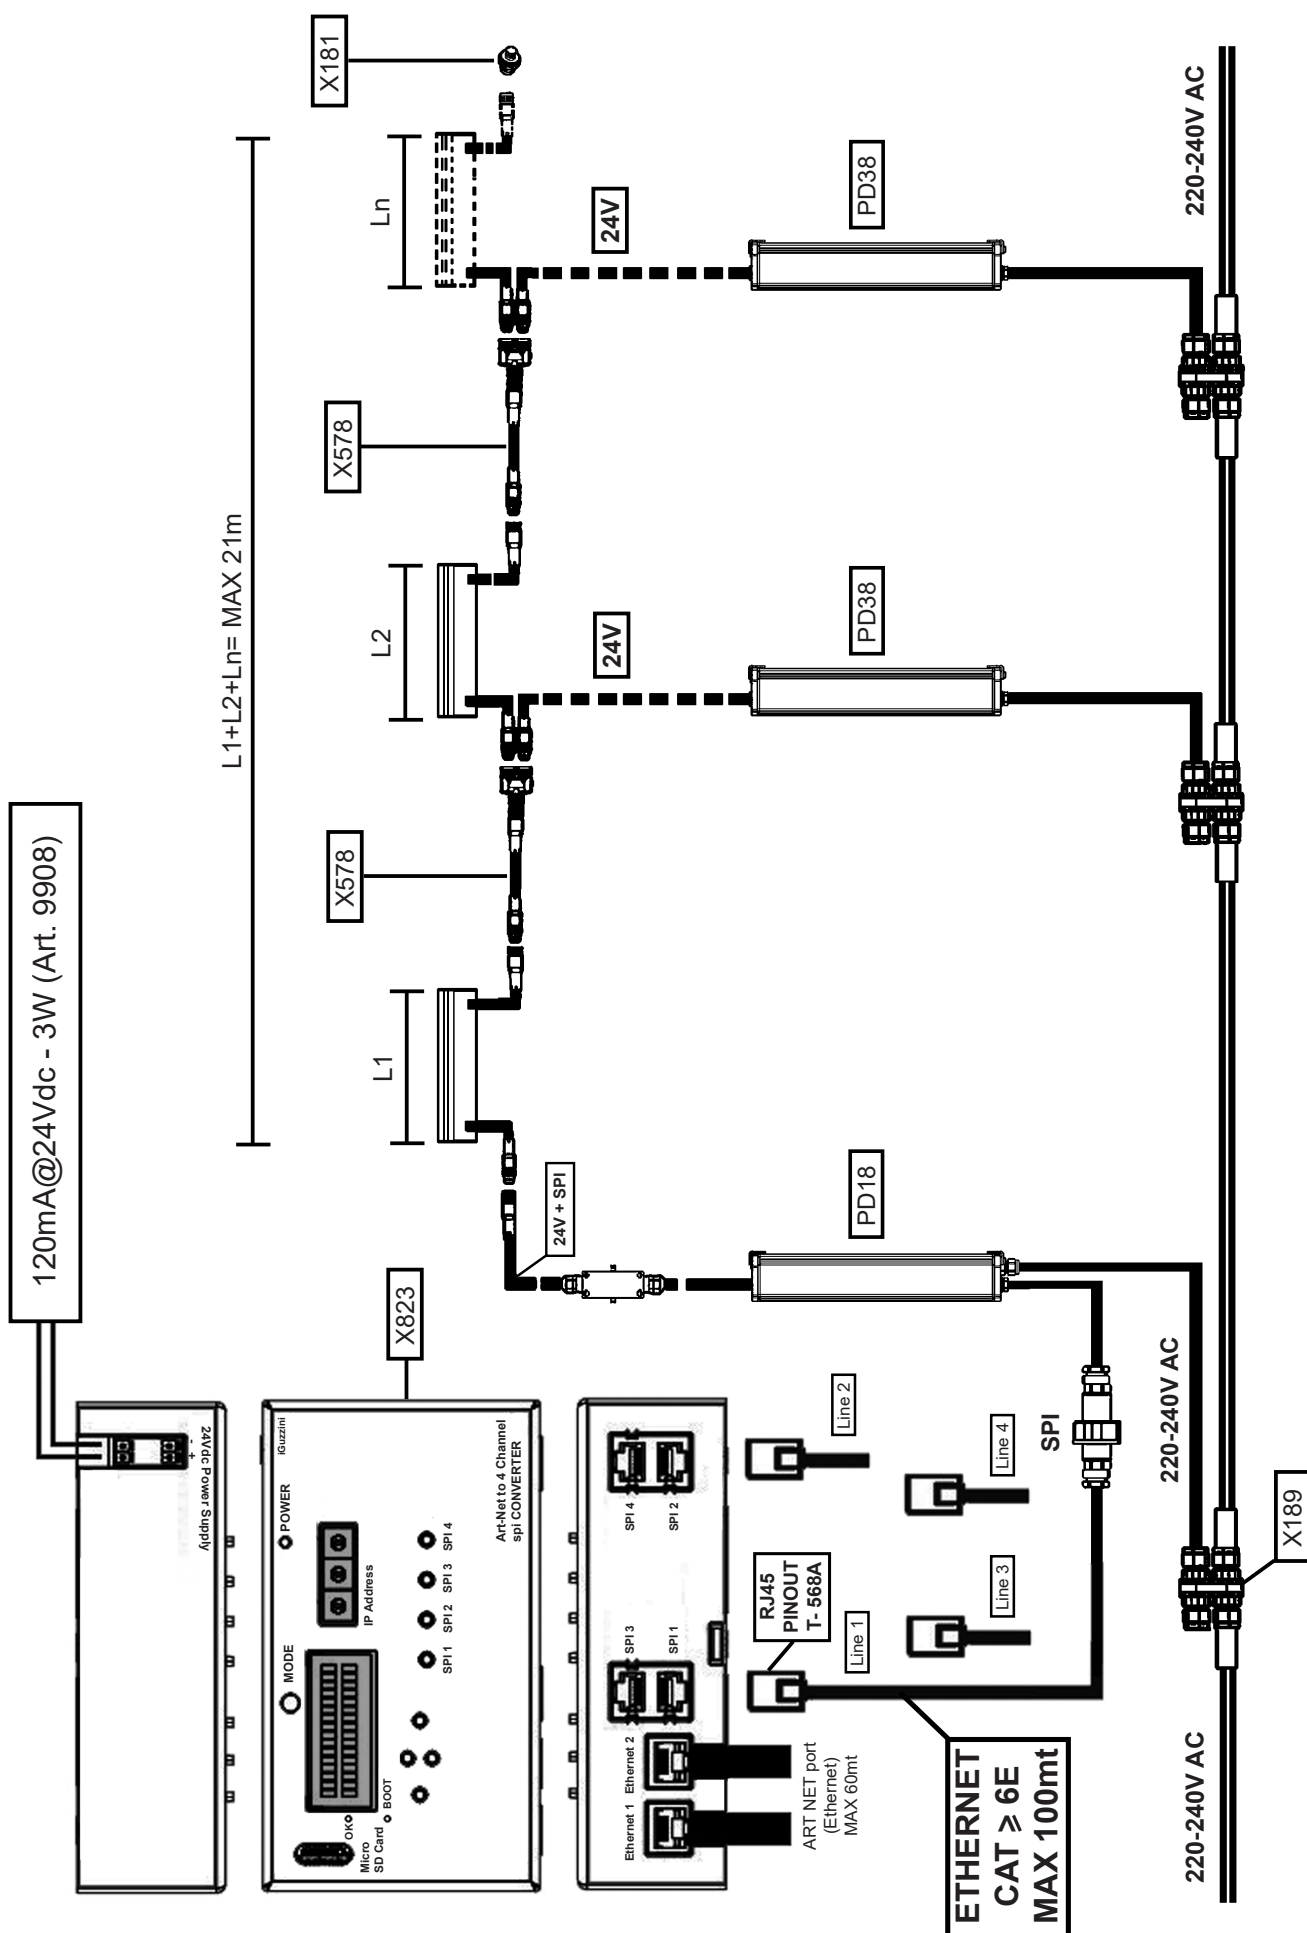 120mA@24Vdc - 3W (Art. 9908)
24Vdc Power Supply
- +
X823
iGuzzini
POWER
MODE
IP Address
OK
BOOT
Micro
SD Card
SPI 1
SPI 2
SPI 3
SPI 4
Art-Net to 4 Channel
spi CONVERTER
Ethernet 1
Ethernet 2
SPI 3
SPI 1
SPI 4
SPI 2
ART NET port
(Ethernet)
MAX 60mt
RJ45
PINOUT
T- 568A
Line 1
Line 2
Line 3
Line 4
ETHERNET
CAT ⩾ 6E
MAX 100mt
SPI
220-240V AC
220-240V AC
X189
L1+L2+Ln= MAX 21m
L1
L2
Ln
X578
X578
X181
24V + SPI
24V
24V
PD18
PD38
PD38
220-240V AC